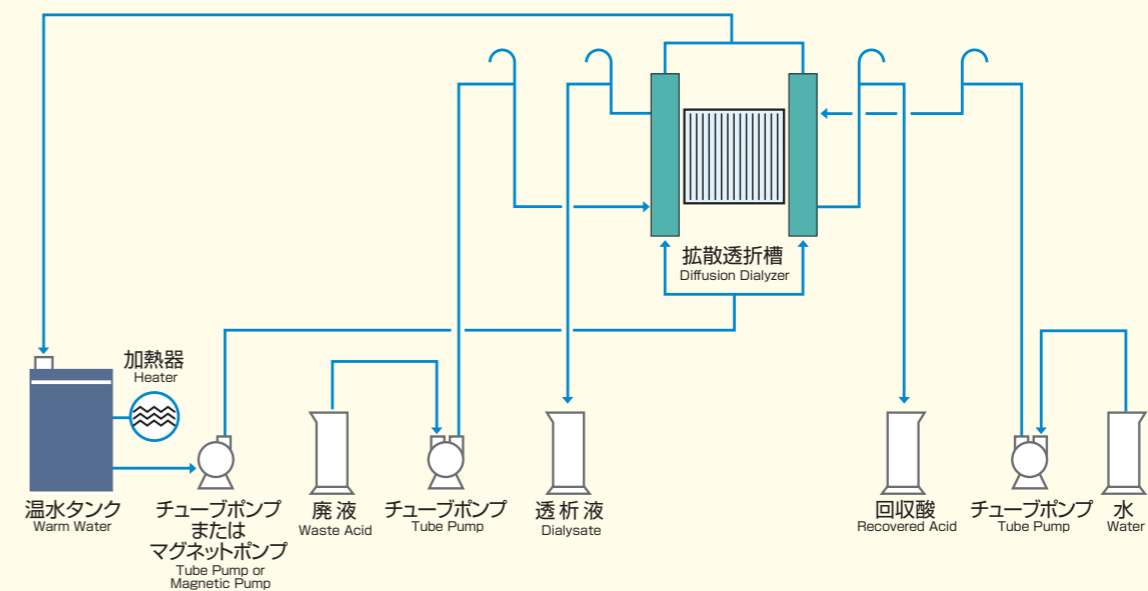 拡散透折槽
Diffusion Dialyzer
加熱器
Heater
温水タンク
Warm Water
チューブポンプ
または
マグネットポンプ
Tube Pump or
Magnetic Pump
廃液
Waste Acid
チューブポンプ
Tube Pump
透析液
Dialysate
回収酸
Recovered Acid
チューブポンプ
Tube Pump
水
Water